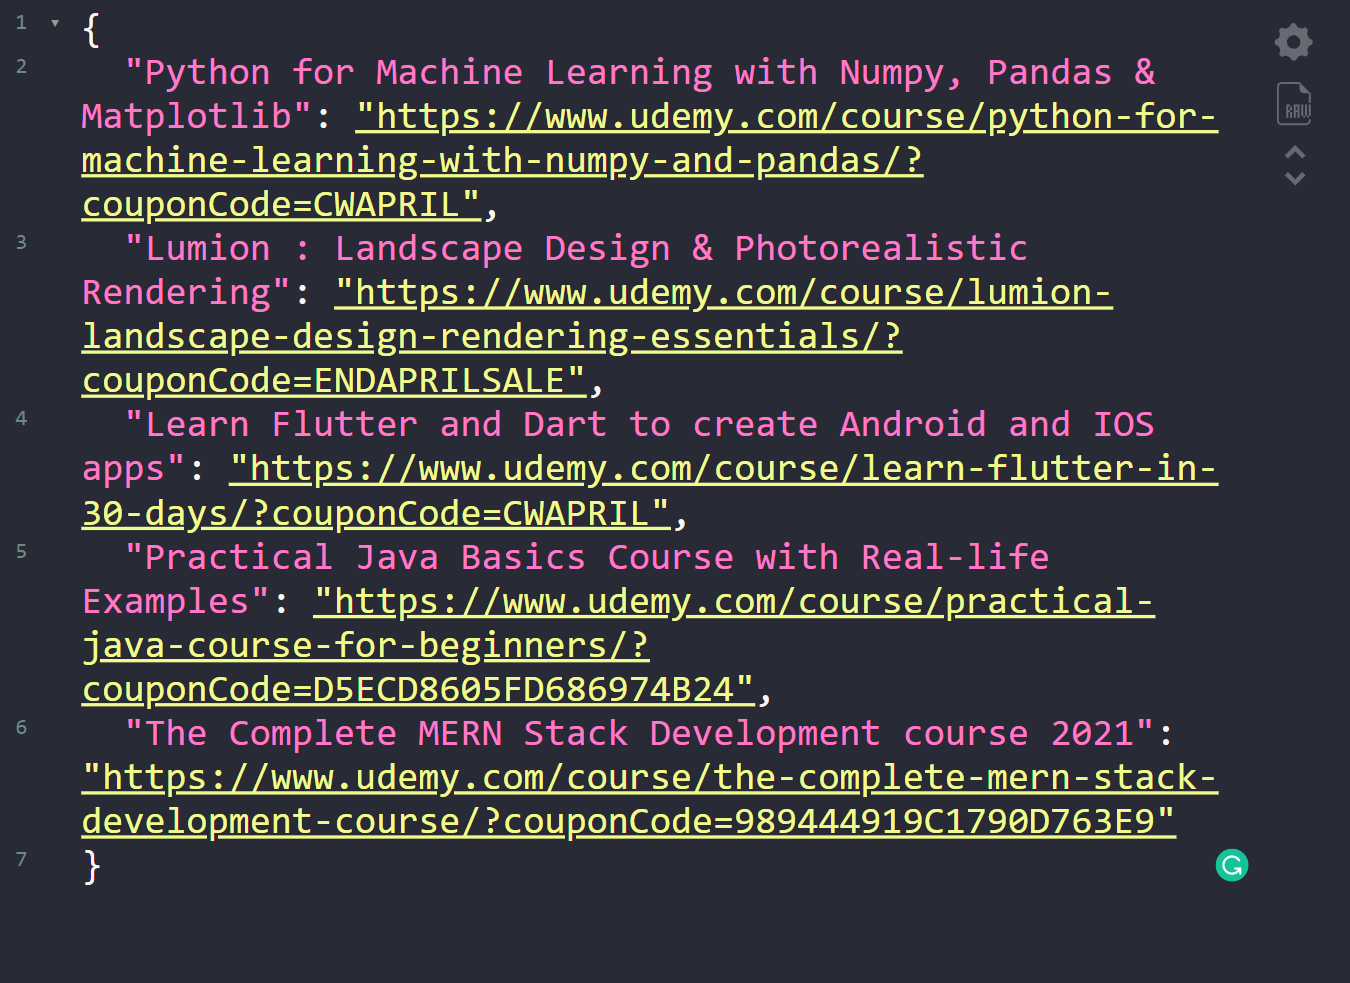 1 {
2 "Python for Machine Learning with Numpy, Pandas &
Matplotlib": "https://www.udemy.com/course/python-for-
machine-learning-with-numpy-and-pandas/?
couponCode=CWAPRIL",
3 "Lumion : Landscape Design & Photorealistic
Rendering": "https://www.udemy.com/course/lumion-
landscape-design-rendering-essentials/?
couponCode=ENDAPRILSALE",
4 "Learn Flutter and Dart to create Android and IOS
apps": "https://www.udemy.com/course/learn-flutter-in-
30-days/?couponCode=CWAPRIL",
5 "Practical Java Basics Course with Real-life
Examples": "https://www.udemy.com/course/practical-
java-course-for-beginners/?
couponCode=D5ECD8605FD686974B24",
6 "The Complete MERN Stack Development course 2021":
"https://www.udemy.com/course/the-complete-mern-stack-
development-course/?couponCode=989444919C1790D763E9"
7 }
RAW